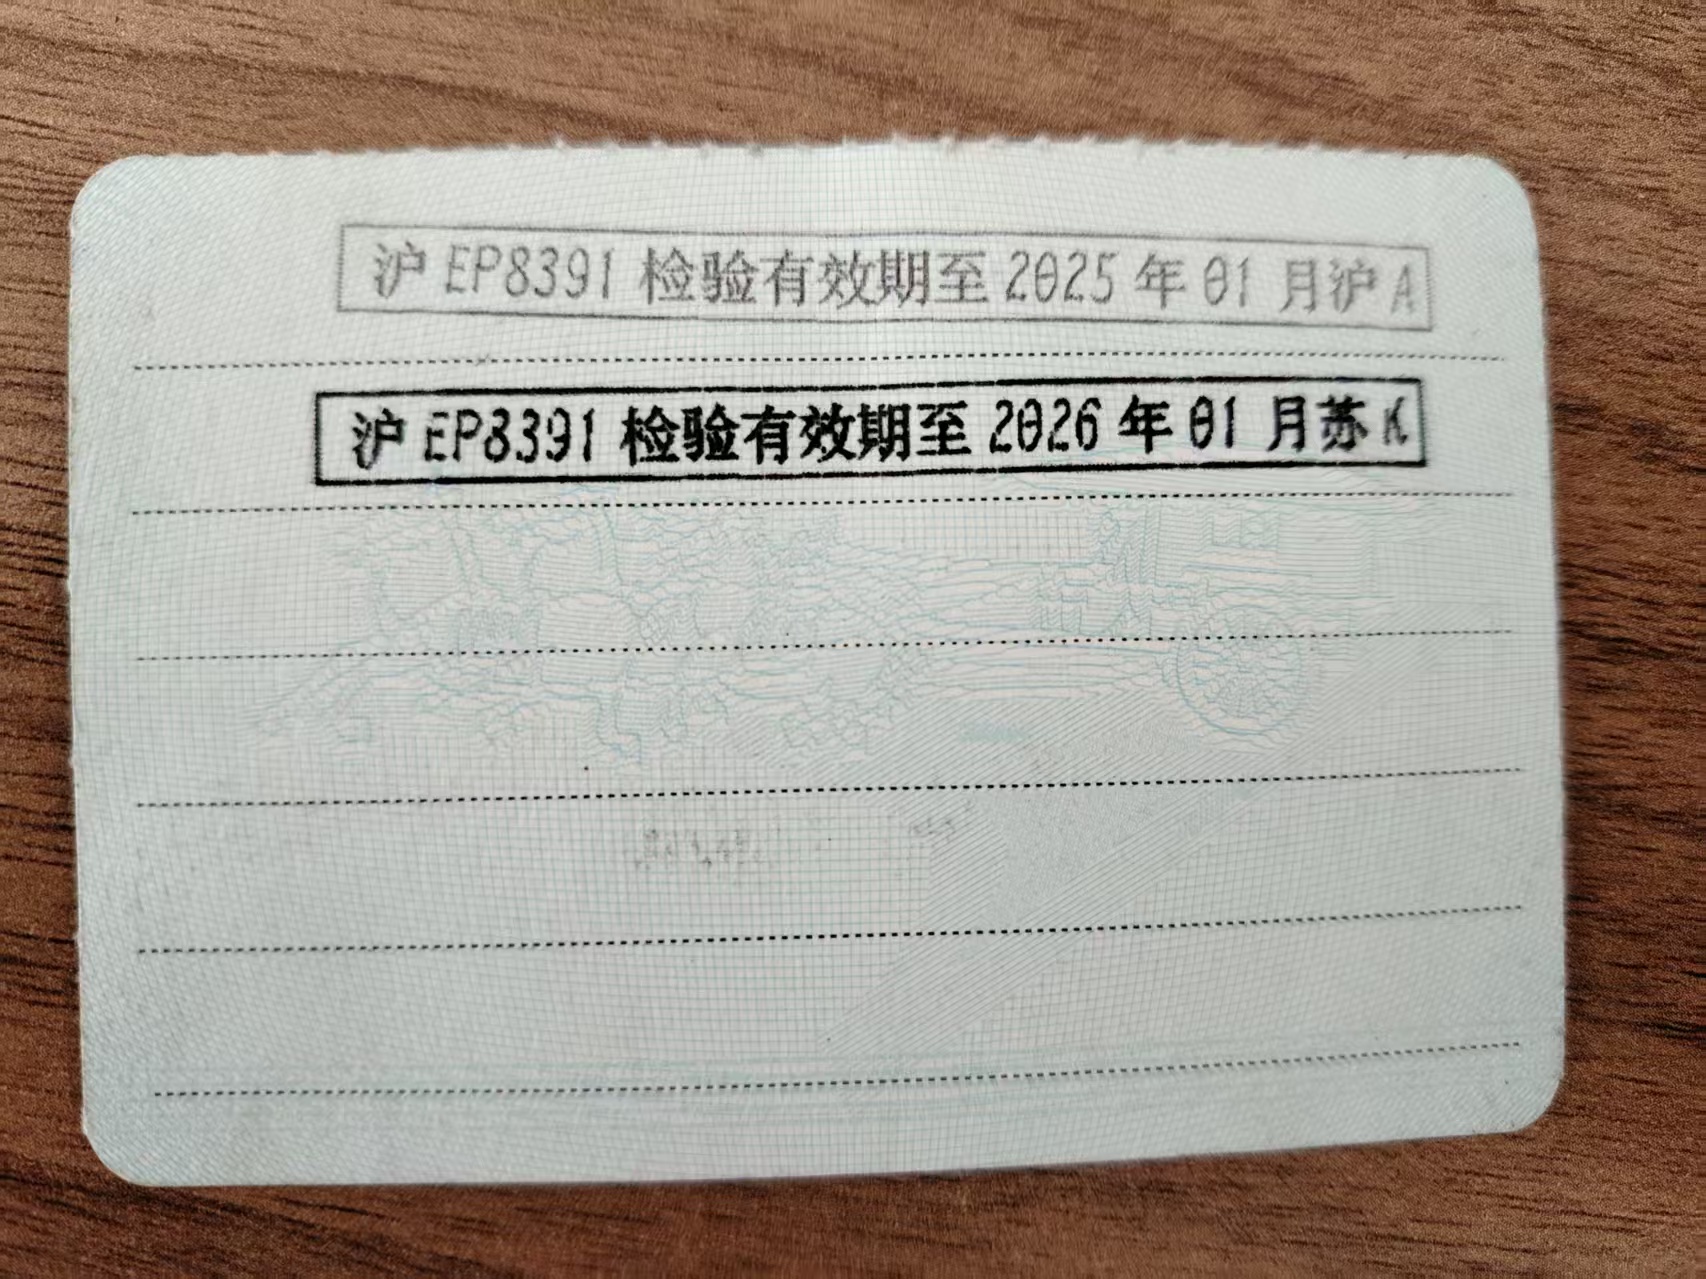 沪 EP8391 检验有效期至 2025 年 01 月沪 A
沪 EP8391 检验有效期至 2026 年 01 月苏 K